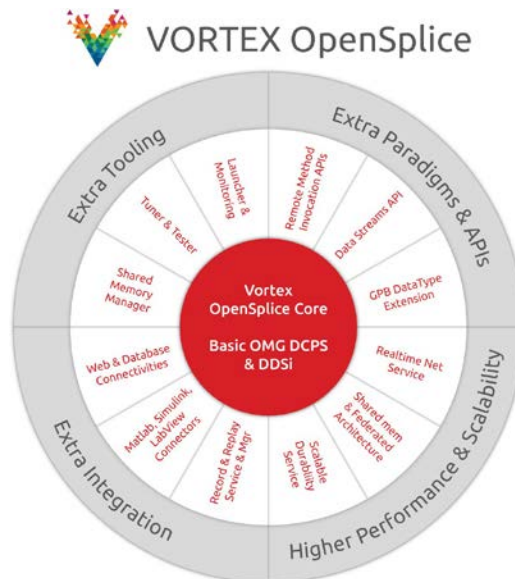 VORTEX OpenSplice
Extra Tooling
Launcher &
Monitoring
Tuner & Tester
Shared
Memory
Manager
Extra Paradigms & APIs
Remote Method
Invocation APIs
Data Streams API
GPB DataType
Extension
Vortex
OpenSplice Core
Basic OMG DCPS
& DDSi
Extra Integration
Web & Database
Connectivities
Matlab, Simulink,
LabView
Connectors
Record & Replay
Service & Mgr
Higher Performance & Scalability
Realtime Net
Service
Shared mem
& Federated
Architecture
Scalable
Durability
Service